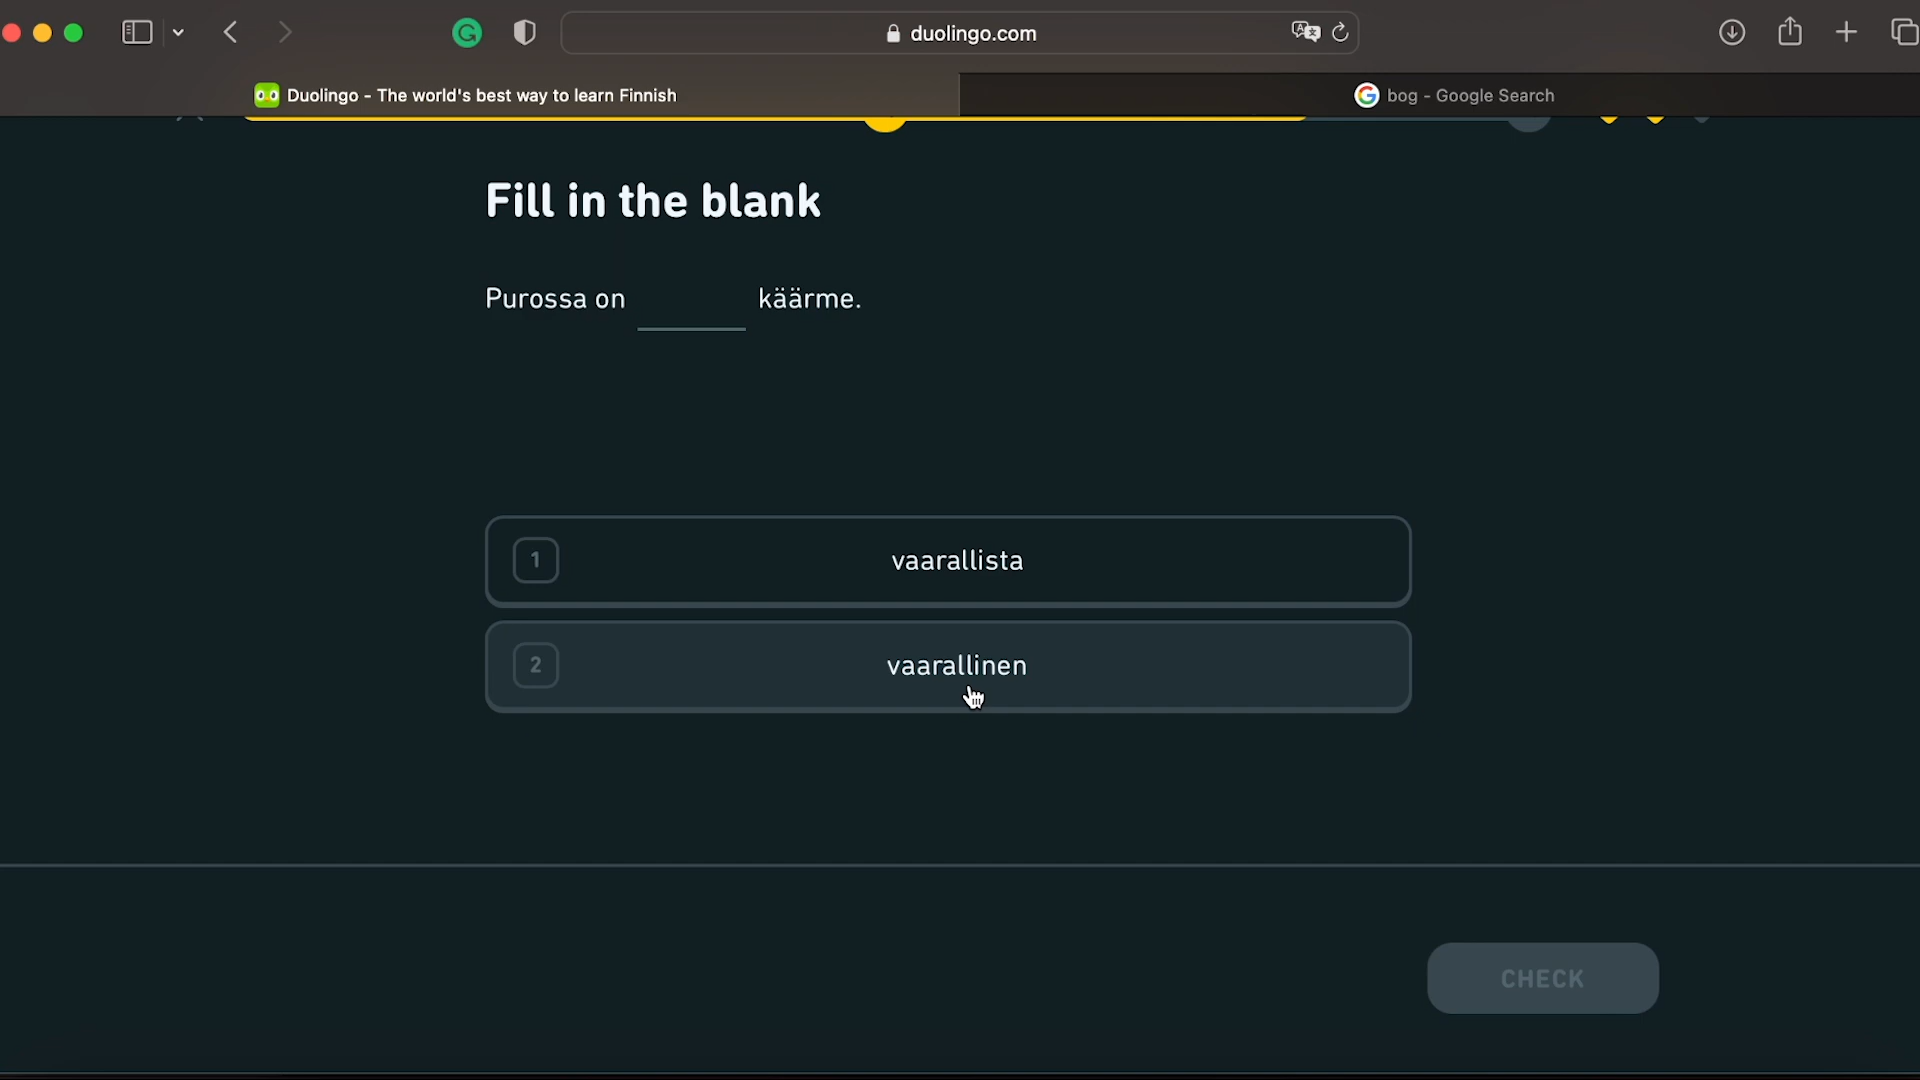 duolingo.com
Duolingo - The world's best way to learn Finnish
bog - Google Search
Fill in the blank
Purossa on ____ käärme.
1 vaarallista
2 vaarallinen
CHECK